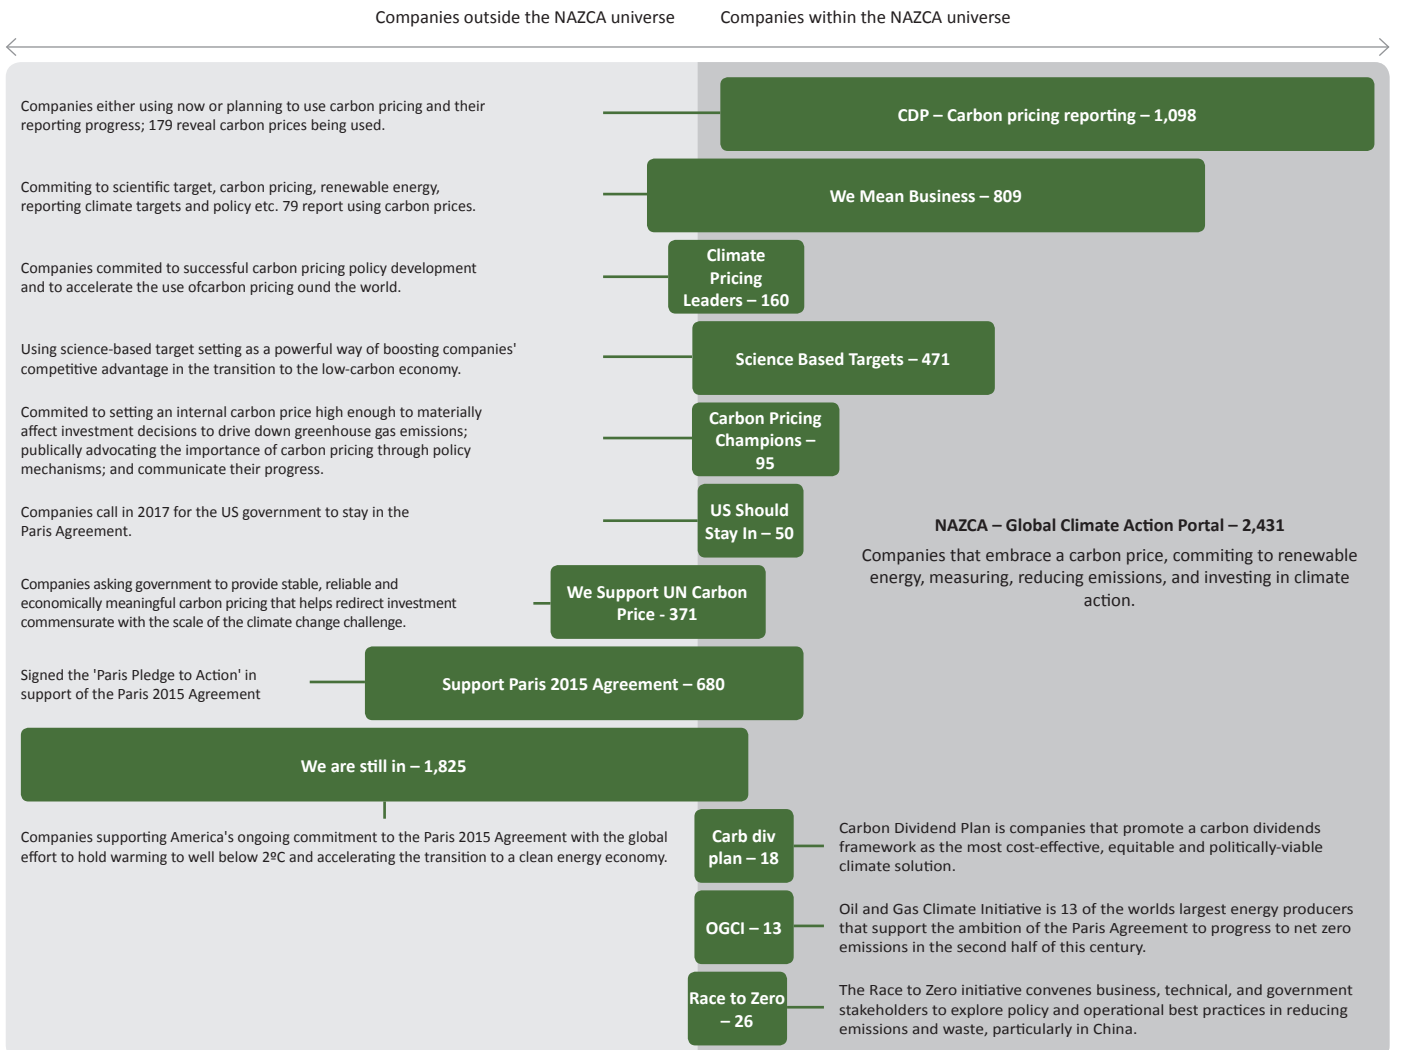 Companies outside the NAZCA universe
Companies within the NAZCA universe
Companies either using now or planning to use carbon pricing and their
reporting progress; 179 reveal carbon prices being used.
CDP – Carbon pricing reporting – 1,098
Commiting to scientific target, carbon pricing, renewable energy,
reporting climate targets and policy etc. 79 report using carbon prices.
We Mean Business – 809
Companies commited to successful carbon pricing policy development
and to accelerate the use ofcarbon pricing ound the world.
Climate
Pricing
Leaders – 160
Using science-based target setting as a powerful way of boosting companies'
competitive advantage in the transition to the low-carbon economy.
Science Based Targets – 471
Commited to setting an internal carbon price high enough to materially
affect investment decisions to drive down greenhouse gas emissions;
publically advocating the importance of carbon pricing through policy
mechanisms; and communicate their progress.
Carbon Pricing
Champions –
95
Companies call in 2017 for the US government to stay in the
Paris Agreement.
US Should
Stay In – 50
NAZCA – Global Climate Action Portal – 2,431
Companies that embrace a carbon price, commiting to renewable
energy, measuring, reducing emissions, and investing in climate
action.
Companies asking government to provide stable, reliable and
economically meaningful carbon pricing that helps redirect investment
commensurate with the scale of the climate change challenge.
We Support UN Carbon
Price - 371
Signed the 'Paris Pledge to Action' in
support of the Paris 2015 Agreement
Support Paris 2015 Agreement – 680
We are still in – 1,825
Companies supporting America's ongoing commitment to the Paris 2015 Agreement with the global
effort to hold warming to well below 2ºC and accelerating the transition to a clean energy economy.
Carb div
plan – 18
Carbon Dividend Plan is companies that promote a carbon dividends
framework as the most cost-effective, equitable and politically-viable
climate solution.
OGCI – 13
Oil and Gas Climate Initiative is 13 of the worlds largest energy producers
that support the ambition of the Paris Agreement to progress to net zero
emissions in the second half of this century.
Race to Zero
– 26
The Race to Zero initiative convenes business, technical, and government
stakeholders to explore policy and operational best practices in reducing
emissions and waste, particularly in China.